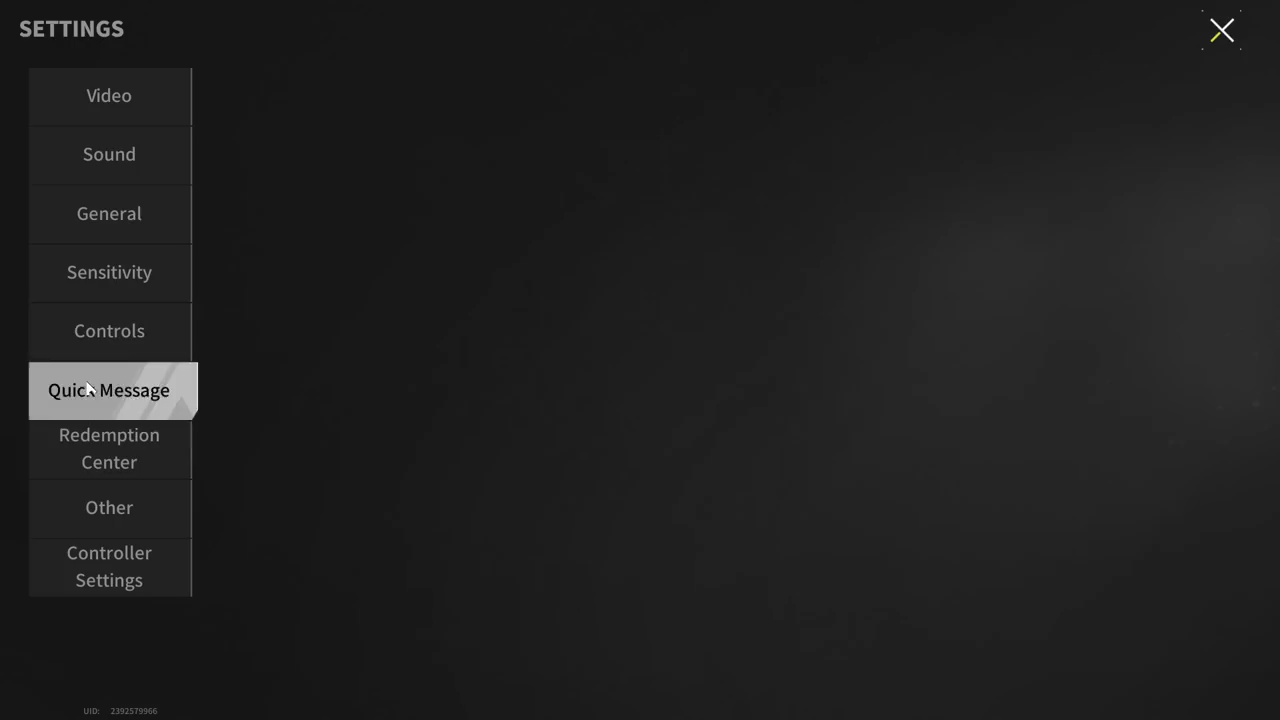 SETTINGS
Video
Sound
General
Sensitivity
Controls
Quick Message
Redemption
Center
Other
Controller
Settings
UID: 2392579966